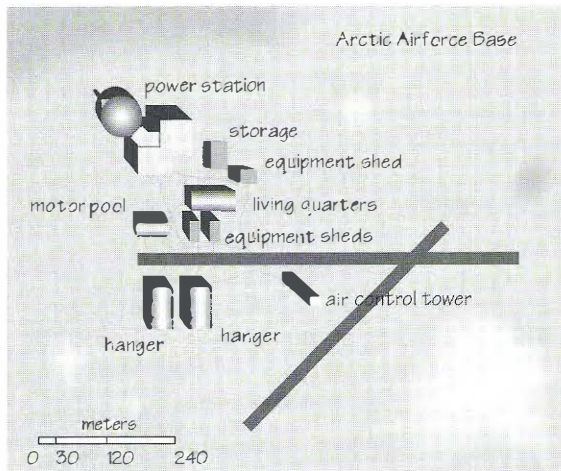 Arctic Airforce Base
power station
storage
equipment shed
motor pool
living quarters
equipment sheds
air control tower
hanger
hanger
meters
0 30 120 240